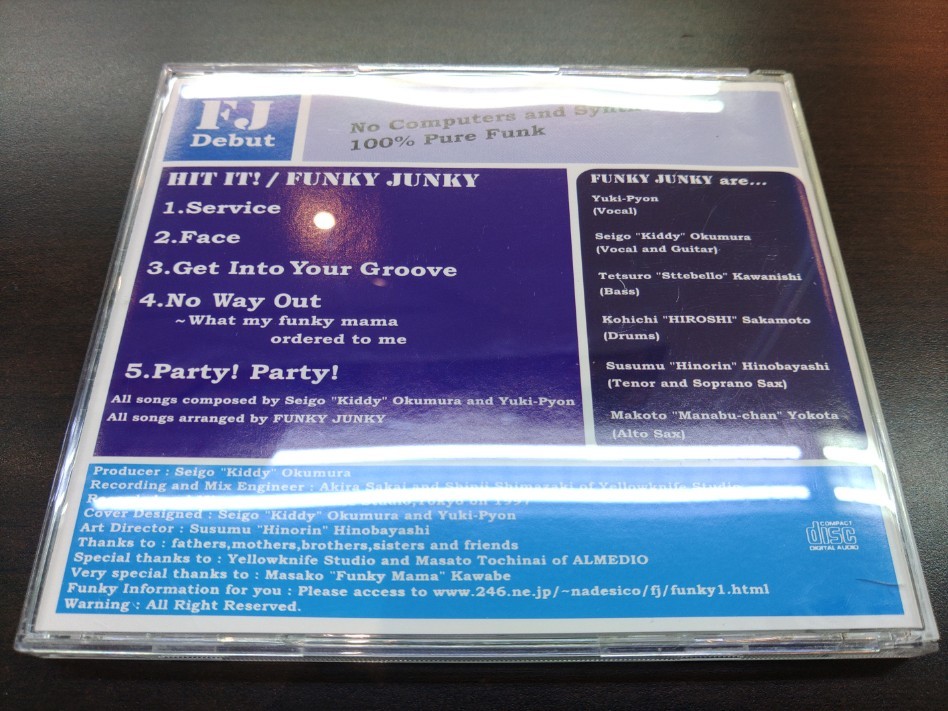 FJ
Debut
No Computers and
100% Pure Funk
HIT IT! / FUNKY JUNKY
1.Service
2.Face
3.Get Into Your Groove
4.No Way Out
~What my funky mama
ordered to me
5.Party! Party!
All songs composed by Seigo "Kiddy" Okumura and Yuki-Pyon
All songs arranged by FUNKY JUNKY
FUNKY JUNKY are...
Yuki-Pyon
(Vocal)
Seigo "Kiddy" Okumura
(Vocal and Guitar)
Tetsuro "Sttebello" Kawanishi
(Bass)
Kohichi "HIROSHI" Sakamoto
(Drums)
Susumu "Hinorin" Hinobayashi
(Tenor and Soprano Sax)
Makoto "Manabu-chan" Yokota
(Alto Sax)
Producer : Seigo "Kiddy" Okumura
Recording and Mix Engineer : Akira Sakai and Shinji Shimazaki of Yellowknife Studio
Studio,Tokyo on 1997
Cover Designed : Seigo "Kiddy" Okumura and Yuki-Pyon
Art Director : Susumu "Hinorin" Hinobayashi
Thanks to : fathers,mothers,brothers,sisters and friends
Special thanks to : Yellowknife Studio and Masato Tochinai of ALMEDIO
Very special thanks to : Masako "Funky Mama" Kawabe
Funky Information for you : Please access to www.246.ne.jp/~nadesico/fj/funky1.html
Warning : All Right Reserved.
COMPACT
disc
DIGITAL AUDIO